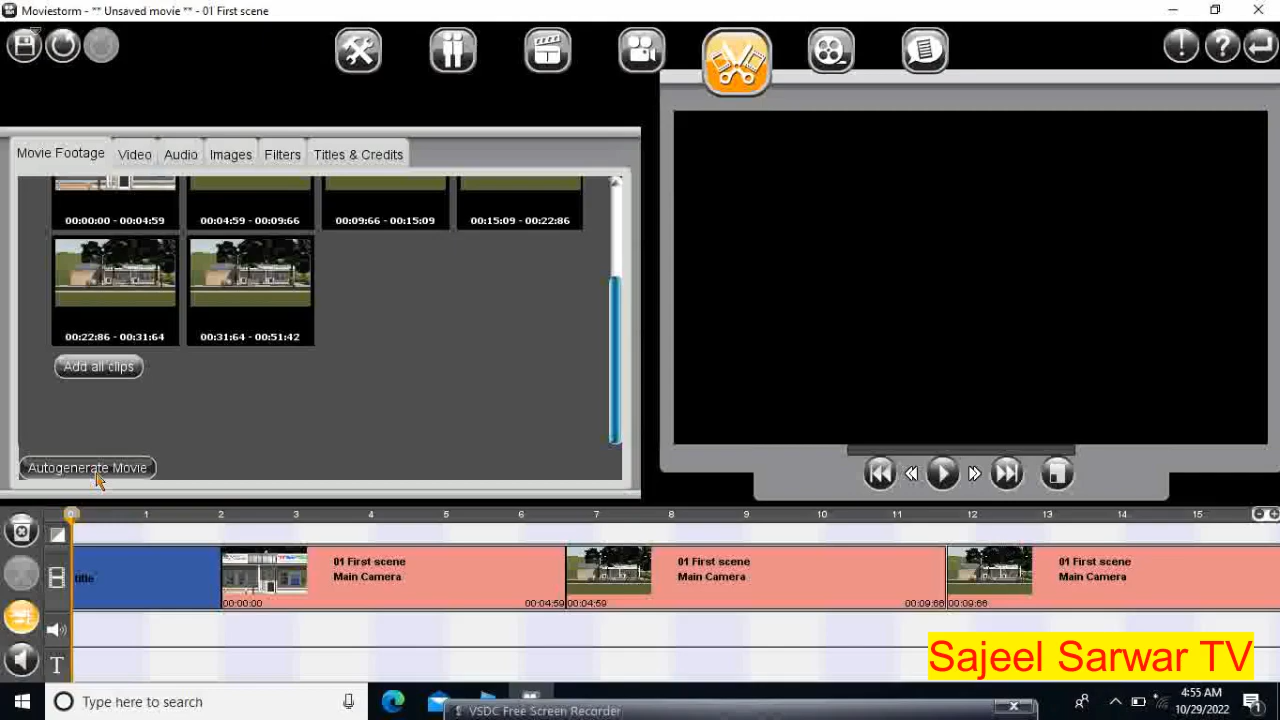 Moviestorm - ** Unsaved movie ** - 01 First scene
Movie Footage
Video
Audio
Images
Filters
Titles & Credits
00:00:00 - 00:04:59
00:04:59 - 00:09:66
00:09:66 - 00:15:09
00:15:09 - 00:22:86
00:22:86 - 00:31:64
00:31:64 - 00:51:42
Add all clips
Autogenerate Movie
0 1 2 3 4 5 6 7 8 9 10 11 12 13 14 15
title
01 First scene
Main Camera
00:00:00
00:04:59
01 First scene
Main Camera
00:04:59
00:09:66
01 First scene
Main Camera
00:09:66
T
Sajeel Sarwar TV
Type here to search
VSDC Free Screen Recorder
4:55 AM
10/29/2022
1